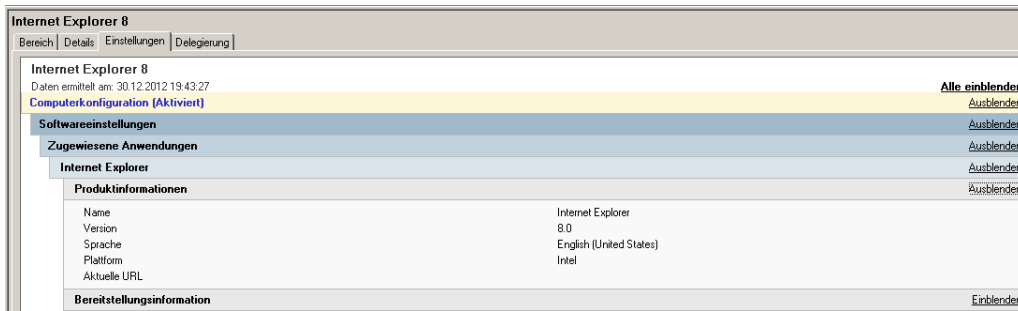 Internet Explorer 8
Bereich Details Einstellungen Delegierung
Internet Explorer 8
Daten ermittelt am: 30.12.2012 19:43:27 Alle einblenden
Computerkonfiguration (Aktiviert) Ausblenden
Softwareeinstellungen Ausblenden
Zugewiesene Anwendungen Ausblenden
Internet Explorer Ausblenden
Produktinformationen Ausblenden
Name Internet Explorer
Version 8.0
Sprache English (United States)
Plattform Intel
Aktuelle URL
Bereitstellungsinformation Einblenden